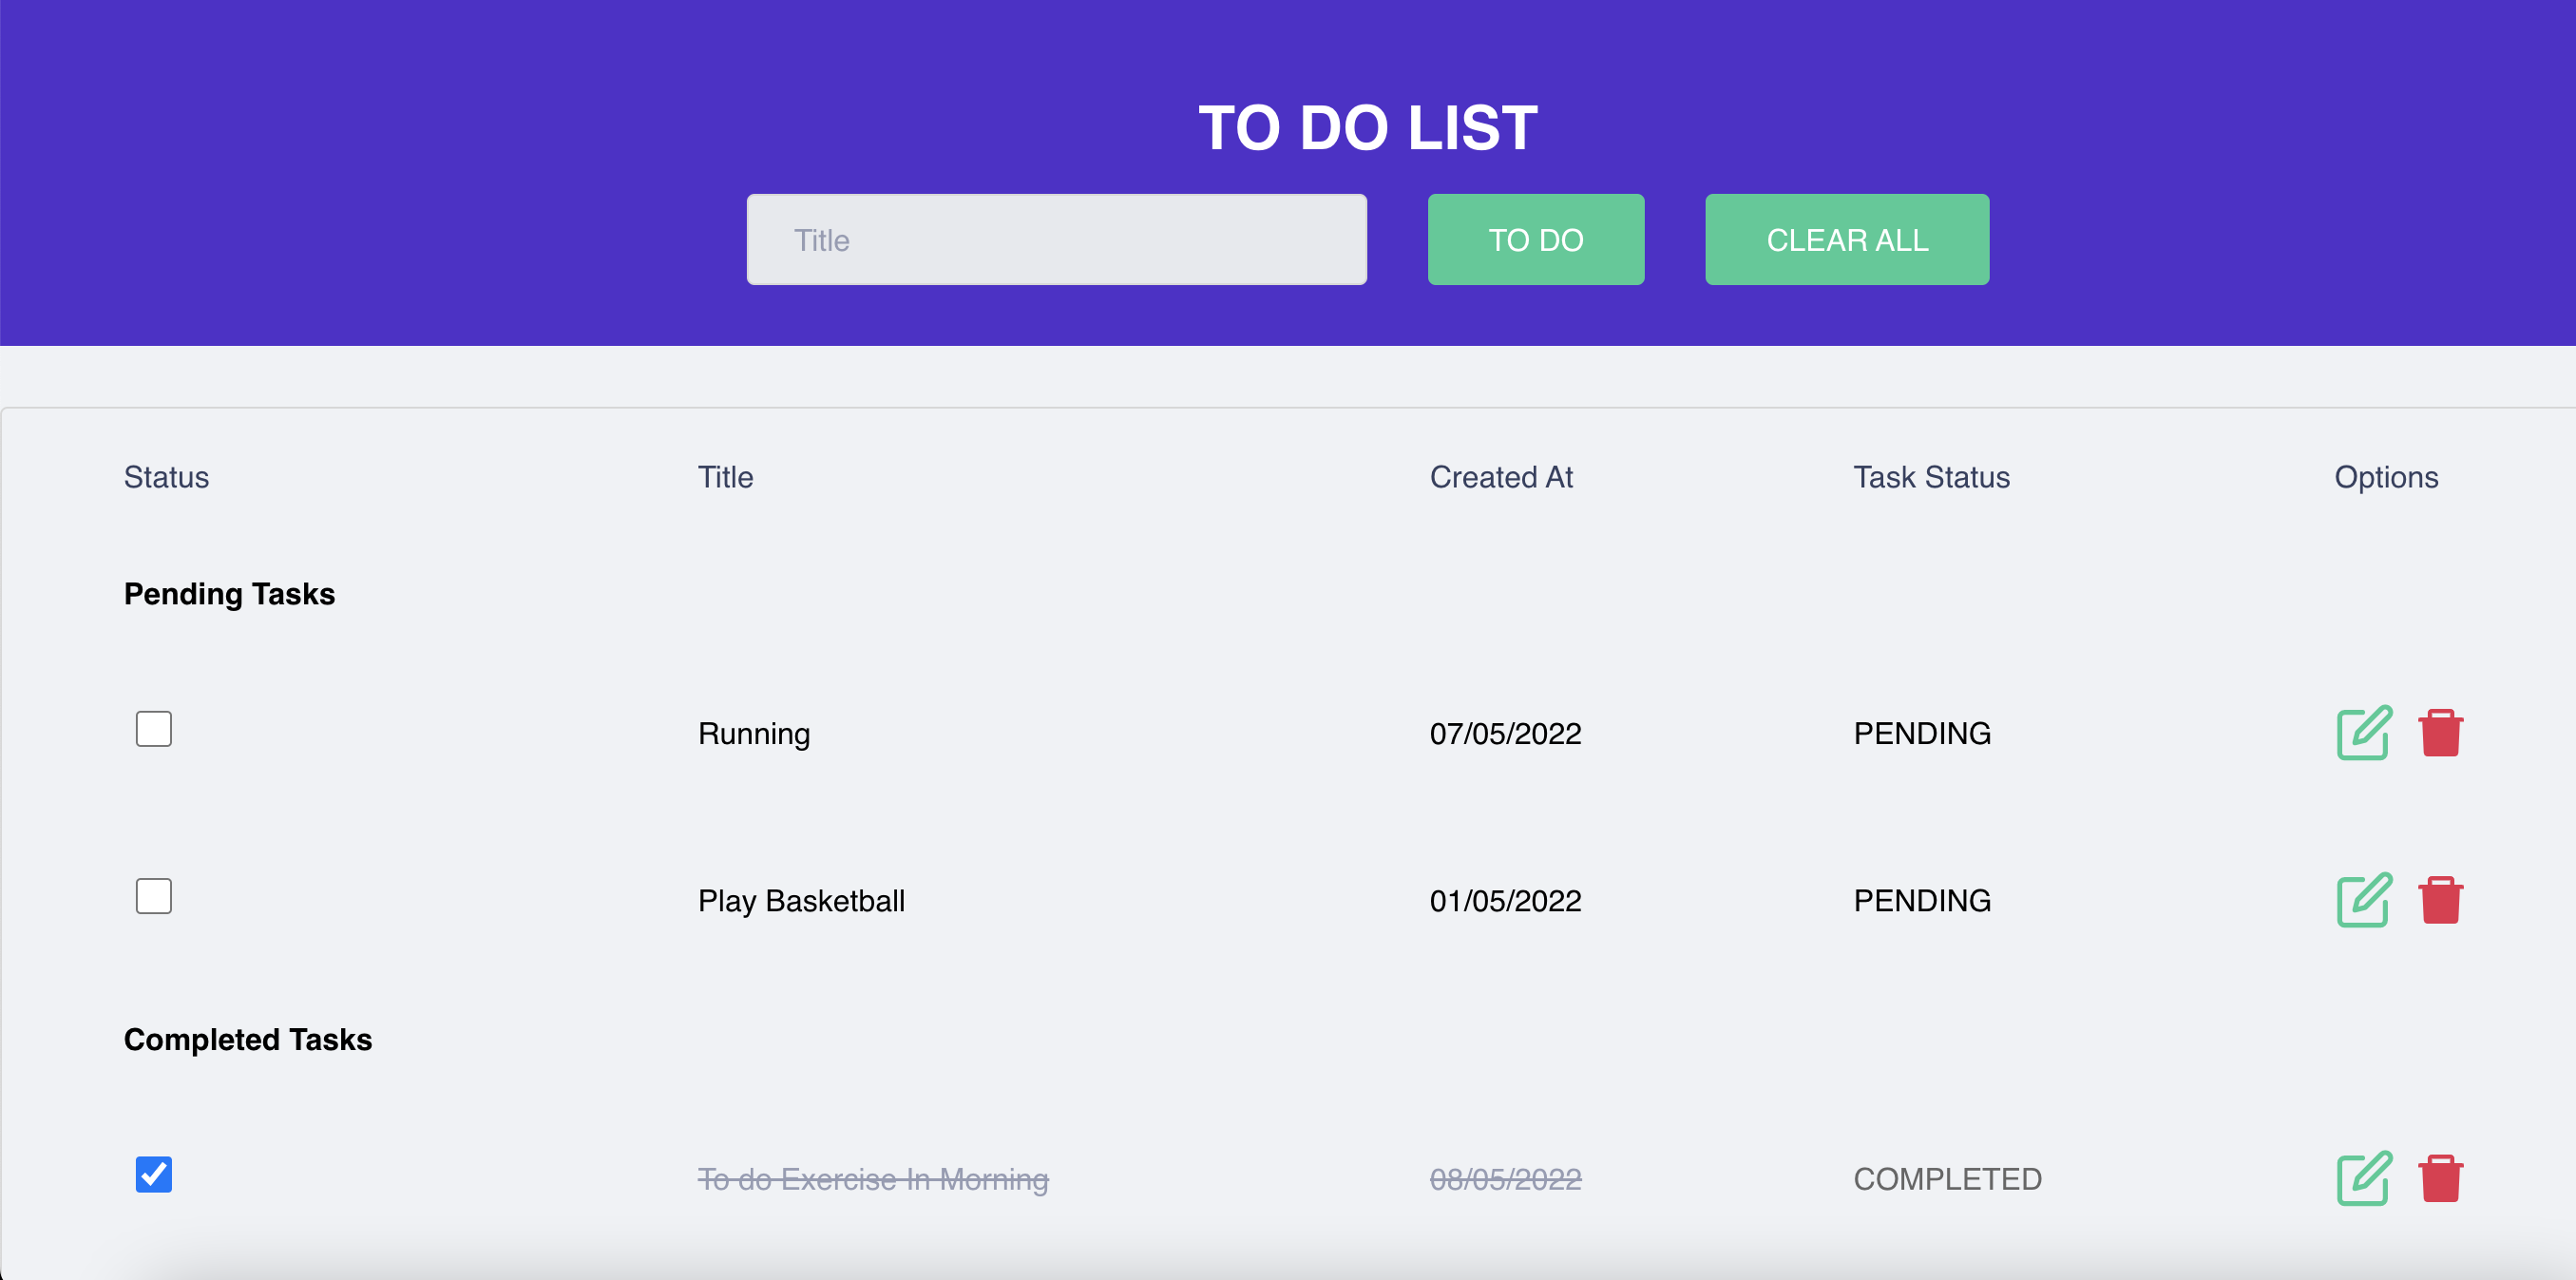 TO DO LIST
Title TO DO CLEAR ALL
Status Title Created At Task Status Options
Pending Tasks
Running 07/05/2022 PENDING
Play Basketball 01/05/2022 PENDING
Completed Tasks
To do Exercise In Morning 08/05/2022 COMPLETED